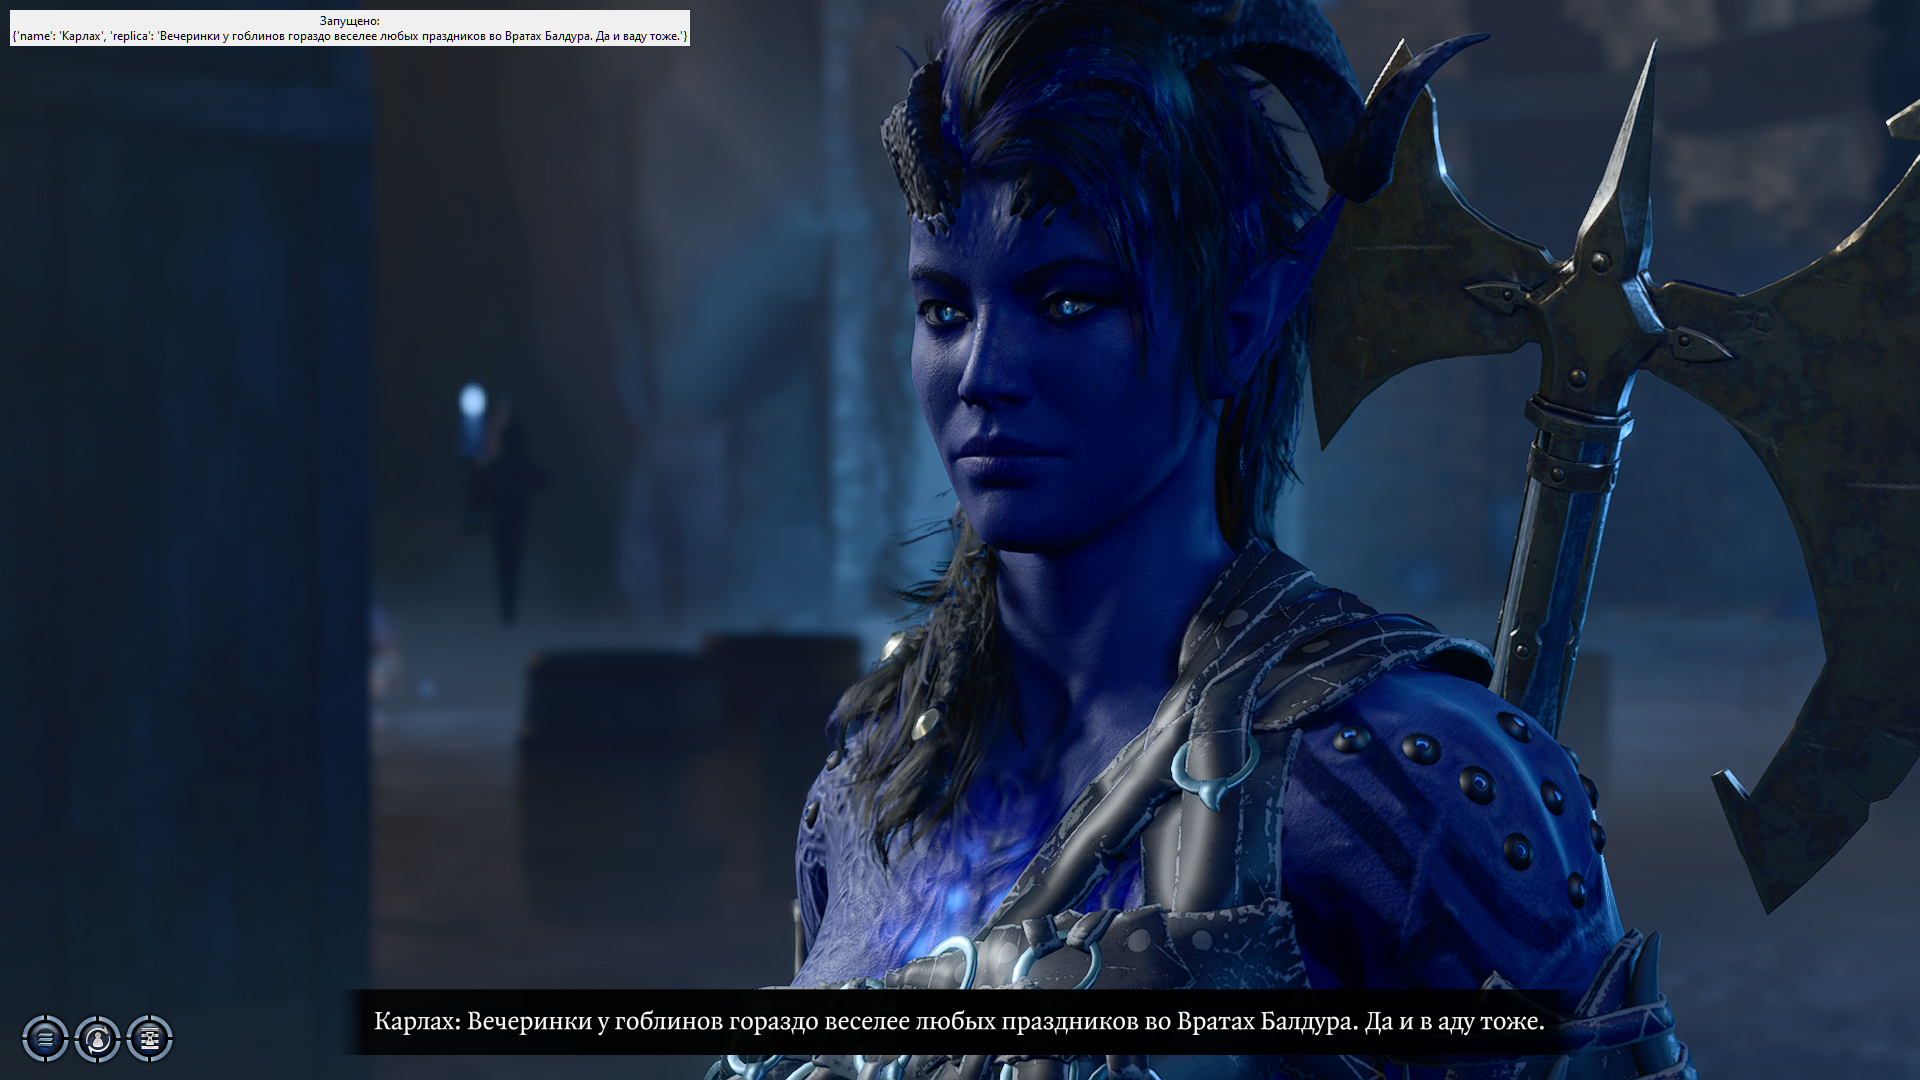 Запущено:
{'name': 'Карлах', 'replica': 'Вечеринки у гоблинов гораздо веселее любых праздников во Вратах Балдура. Да и ваду тоже.'}
Карлах: Вечеринки у гоблинов гораздо веселее любых праздников во Вратах Балдура. Да и в аду тоже.